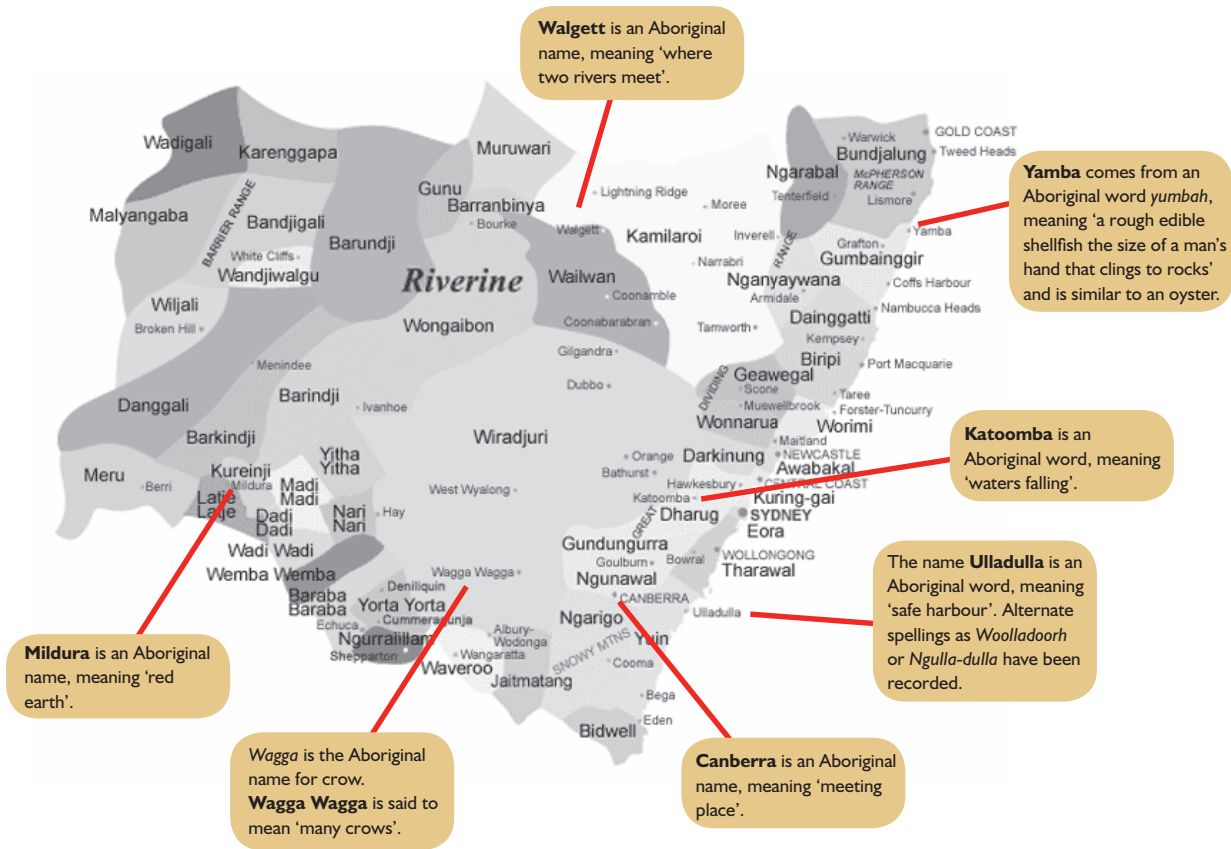 Walgett is an Aboriginal
name, meaning ‘where
two rivers meet’.
Wadigali
Karenggapa
Muruwari
Ngarabal
Warwick
Bundjalung
GOLD COAST
Tweed Heads
McPHERSON
RANGE
Tenterfield
Lismore
Yamba comes from an
Aboriginal word yumbah,
meaning ‘a rough edible
shellfish the size of a man’s
hand that clings to rocks’
and is similar to an oyster.
Malyangaba
BARRIER RANGE
Bandjigali
Barundji
Gunu
Barranbinya
Bourke
Lightning Ridge
Moree
Walgett
Kamilaroi
Inverell
RANGE
Grafton
Yamba
Gumbainggir
White Cliffs
Wandjiwalgu
Riverine
Wailwan
Narrabri
Nganyaywana
Armidale
Coffs Harbour
Wiljali
Broken Hill
Wongaibon
Coonamble
Coonabarabran
Tamworth
Dainggatti
Nambucca Heads
Kempsey
Gilgandra
Biripi
Port Macquarie
Menindee
Dubbo
DIVIDING
Geawegal
Scone
Muswellbrook
Taree
Forster-Tuncurry
Danggali
Barindji
Ivanhoe
Wonnarua
Worimi
Barkindji
Wiradjuri
Maitland
NEWCASTLE
Katoomba is an
Aboriginal word, meaning
‘waters falling’.
Yitha
Yitha
Orange
Darkinung
Awabakal
Meru
Berri
Kureinji
Mildura
Madi
Madi
Bathurst
Hawkesbury
CENTRAL COAST
Latje
Latje
West Wyalong
Katoomba
Kuring-gai
Dadi
Dadi
Nari
Nari
Hay
GREAT
Dharug
SYDNEY
Eora
Wadi Wadi
Gundungurra
Bowral
WOLLONGONG
Goulburn
Tharawal
Wemba Wemba
Wagga Wagga
Ngunawal
The name Ulladulla is an
Aboriginal word, meaning
‘safe harbour’. Alternate
spellings as Woolladoorh
or Ngulla-dulla have been
recorded.
Baraba
Baraba
Deniliquin
Yorta Yorta
CANBERRA
Ulladulla
Echuca
Cummeragunja
Ngarigo
Yuin
Albury-
Wodonga
SNOWY MTNS
Shepparton
Wangaratta
Waveroo
Cooma
Jaitmatang
Bega
Bidwell
Eden
Mildura is an Aboriginal
name, meaning ‘red
earth’.
Wagga is the Aboriginal
name for crow.
Wagga Wagga is said to
mean ‘many crows’.
Canberra is an Aboriginal
name, meaning ‘meeting
place’.